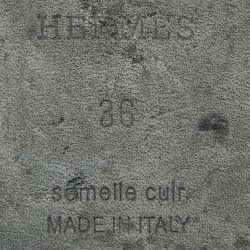 HERMES
36
semelle cuir
MADE IN ITALY